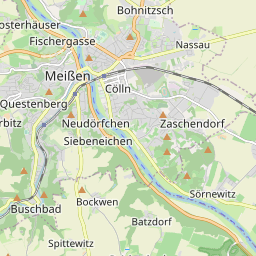 Bohnitzsch
osterhäuser
Fischergasse
Nassau
Meißen
Cölln
Questenberg
rbitz
Neudörfchen
Zaschendorf
Siebeneichen
Sörnewitz
Buschbad
Bockwen
Batzdorf
Spittewitz